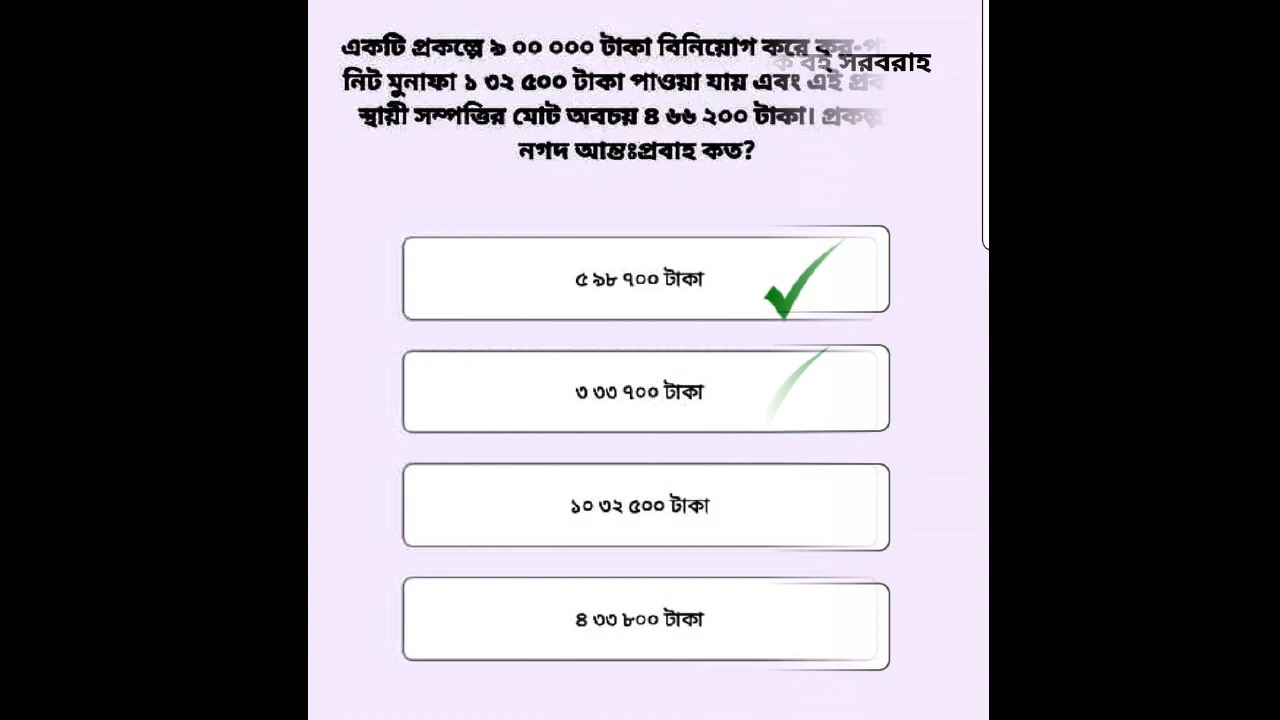 একটি প্রকল্পে ৯ ০০ ০০০ টাকা বিনিয়োগ করে কর-
ক বই সরবরাহ
নিট মুনাফা ১ ৩২ ৫০০ টাকা পাওয়া যায় এবং এই
স্থায়ী সম্পত্তির মোট অবচয় ৪ ৬৬ ২০০ টাকা।
নগদ আন্তঃপ্রবাহ কত?
৫ ৯৮ ৭০০ টাকা
৩ ৩৩ ৭০০ টাকা
১০ ৩২ ৫০০ টাকা
৪ ৩৩ ৮০০ টাকা